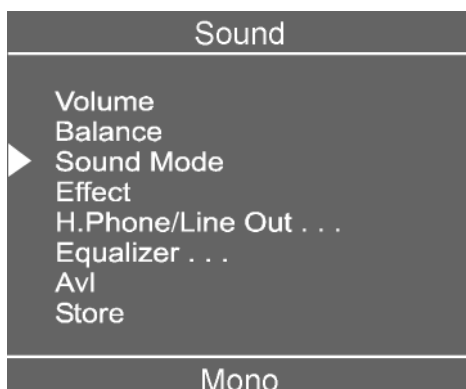 Sound
Volume
Balance
Sound Mode
Effect
H.Phone/Line Out . . .
Equalizer . . .
Avl
Store
Mono